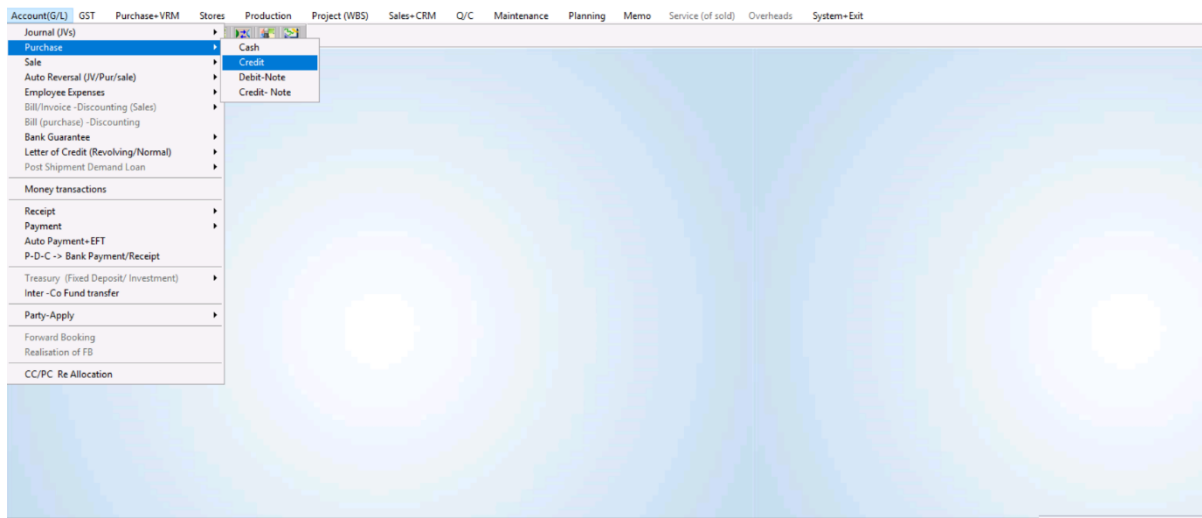 Account(G/L) GST Purchase+VRM Stores Production Project (WBS) Sales+CRM Q/C Maintenance Planning Memo Service (of sold) Overheads System+Exit
Journal (JVs)
Purchase
Sale
Auto Reversal (JV/Pur/sale)
Employee Expenses
Bill/Invoice -Discounting (Sales)
Bill (purchase) -Discounting
Bank Guarantee
Letter of Credit (Revolving/Normal)
Post Shipment Demand Loan
Money transactions
Receipt
Payment
Auto Payment+EFT
P-D-C -> Bank Payment/Receipt
Treasury (Fixed Deposit/ Investment)
Inter -Co Fund transfer
Party-Apply
Forward Booking
Realisation of FB
CC/PC Re Allocation
Cash
Credit
Debit-Note
Credit- Note